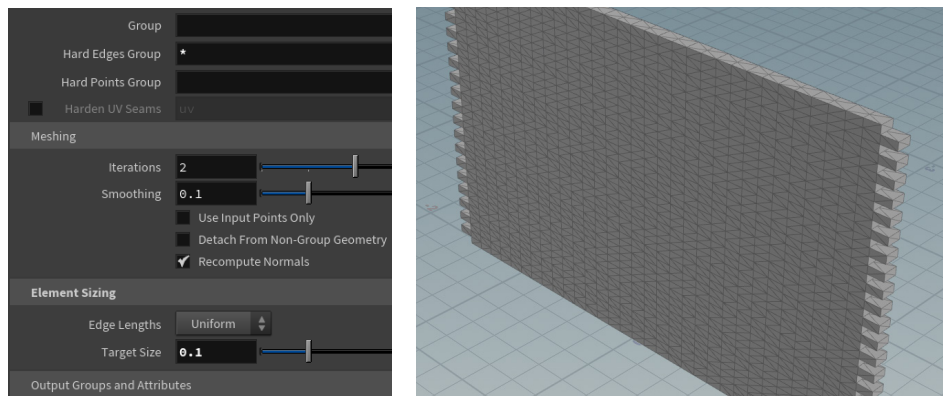 Group
Hard Edges Group *
Hard Points Group
Harden UV Seams uv
Meshing
Iterations 2
Smoothing 0.1
Use Input Points Only
Detach From Non-Group Geometry
Recompute Normals
Element Sizing
Edge Lengths Uniform
Target Size 0.1
Output Groups and Attributes